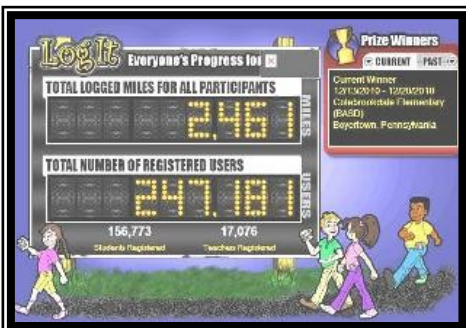 LogIt
Everyone's Progress for
TOTAL LOGGED MILES FOR ALL PARTICIPANTS
2,461
MILES
TOTAL NUMBER OF REGISTERED USERS
247,181
USERS
156,773
17,076
Students Registered
Teachers Registered
Prize Winners
CURRENT
PAST
Current Winner
12/13/2010 - 12/20/2010
Colebrookdale Elementary
(BASD)
Boyertown, Pennsylvania